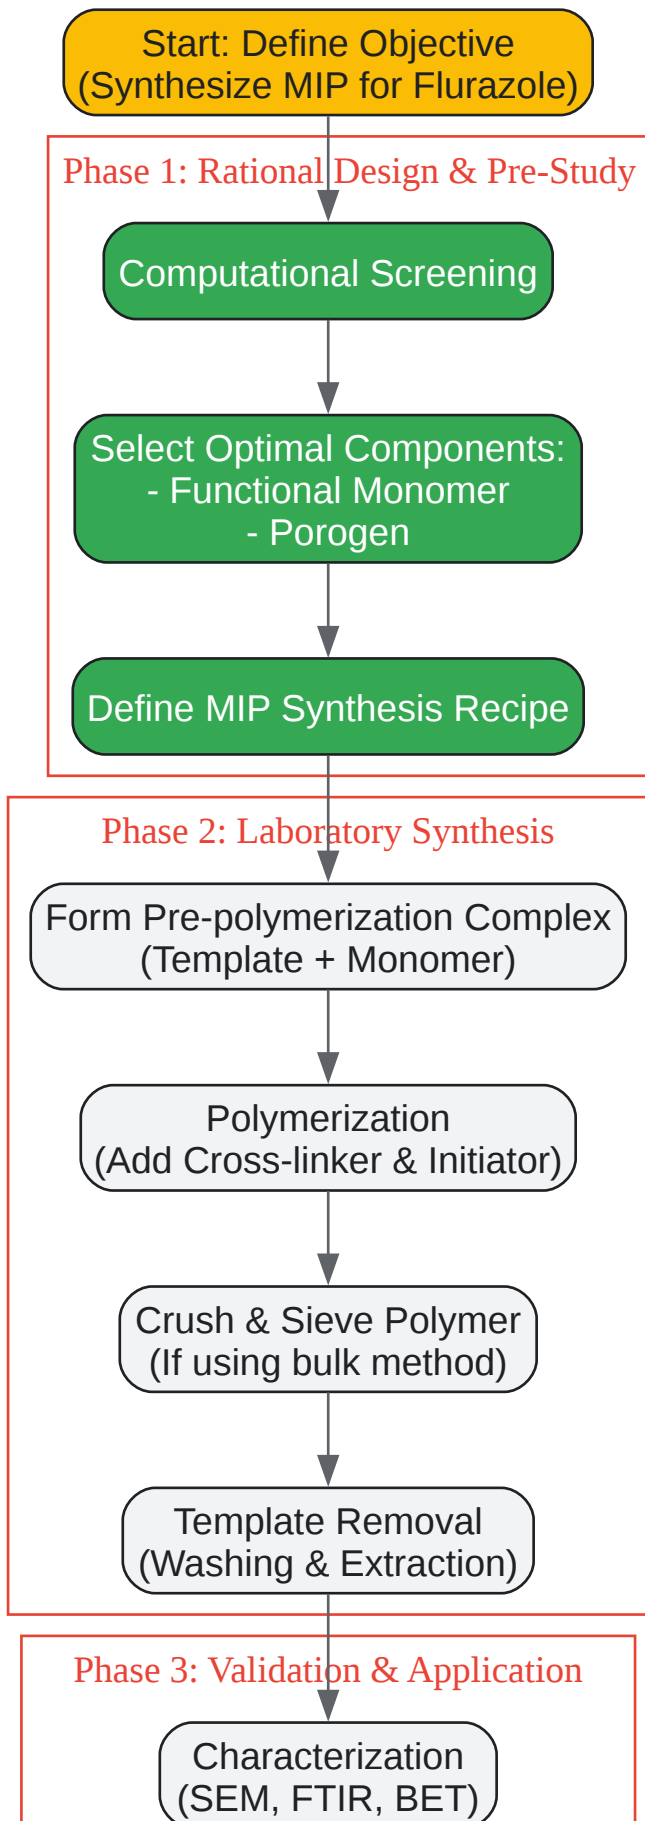 Start: Define Objective
(Synthesize MIP for Flurazole)
Phase 1: Rational Design & Pre-Study
Computational Screening
Select Optimal Components:
- Functional Monomer
- Porogen
Define MIP Synthesis Recipe
Phase 2: Laboratory Synthesis
Form Pre-polymerization Complex
(Template + Monomer)
Polymerization
(Add Cross-linker & Initiator)
Crush & Sieve Polymer
(If using bulk method)
Template Removal
(Washing & Extraction)
Phase 3: Validation & Application
Characterization
(SEM, FTIR, BET)